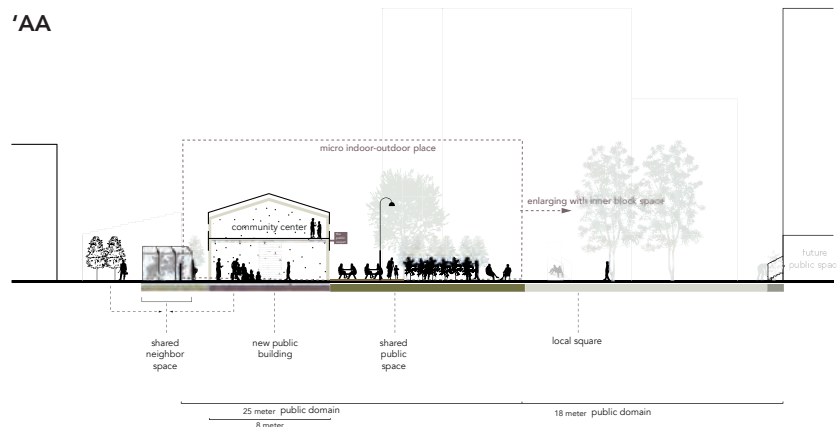 'AA
micro indoor-outdoor place
enlarging with inner block space
community center
future
public spac
shared
neighbor
space
new public
building
shared
public
space
local square
25 meter public domain
18 meter public domain
8 meter